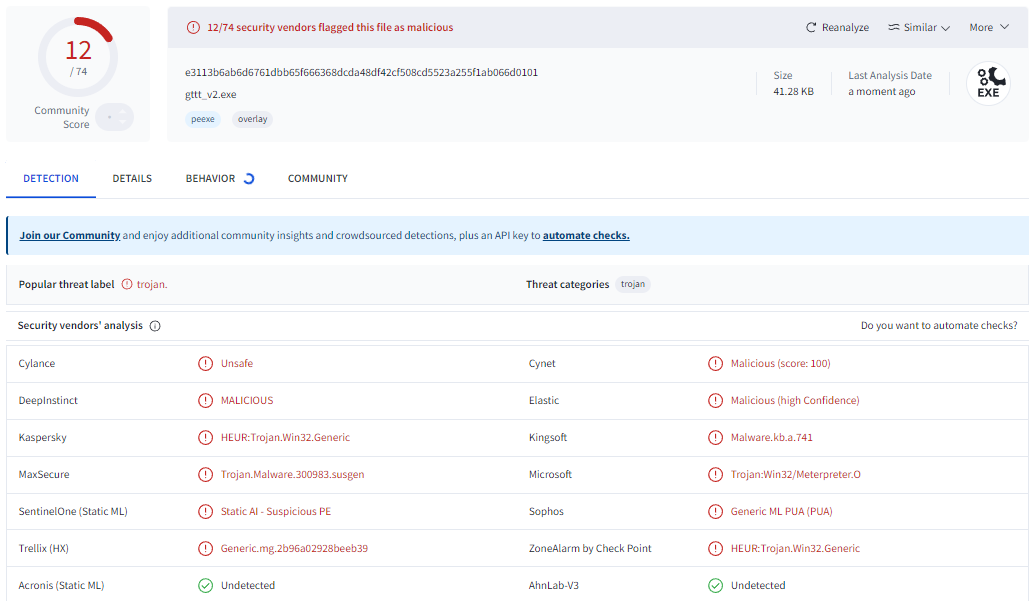 12
/ 74
Community
Score
12/74 security vendors flagged this file as malicious
Reanalyze
Similar
More
e3113b6ab6d6761dbb65f666368dcda48df42cf508cd5523a255f1ab066d0101
gttt_v2.exe
peexe
overlay
Size
41.28 KB
Last Analysis Date
a moment ago
EXE
DETECTION
DETAILS
BEHAVIOR
COMMUNITY
Join our Community and enjoy additional community insights and crowdsourced detections, plus an API key to automate checks.
Popular threat label trojan.
Threat categories trojan
Security vendors' analysis
Do you want to automate checks?
Cylance Unsafe
Cynet Malicious (score: 100)
DeepInstinct MALICIOUS
Elastic Malicious (high Confidence)
Kaspersky HEUR:Trojan.Win32.Generic
Kingsoft Malware.kb.a.741
MaxSecure Trojan.Malware.300983.susgen
Microsoft Trojan:Win32/Meterpreter.O
SentinelOne (Static ML) Static AI - Suspicious PE
Sophos Generic ML PUA (PUA)
Trellix (HX) Generic.mg.2b96a02928beeb39
ZoneAlarm by Check Point HEUR:Trojan.Win32.Generic
Acronis (Static ML) Undetected
AhnLab-V3 Undetected